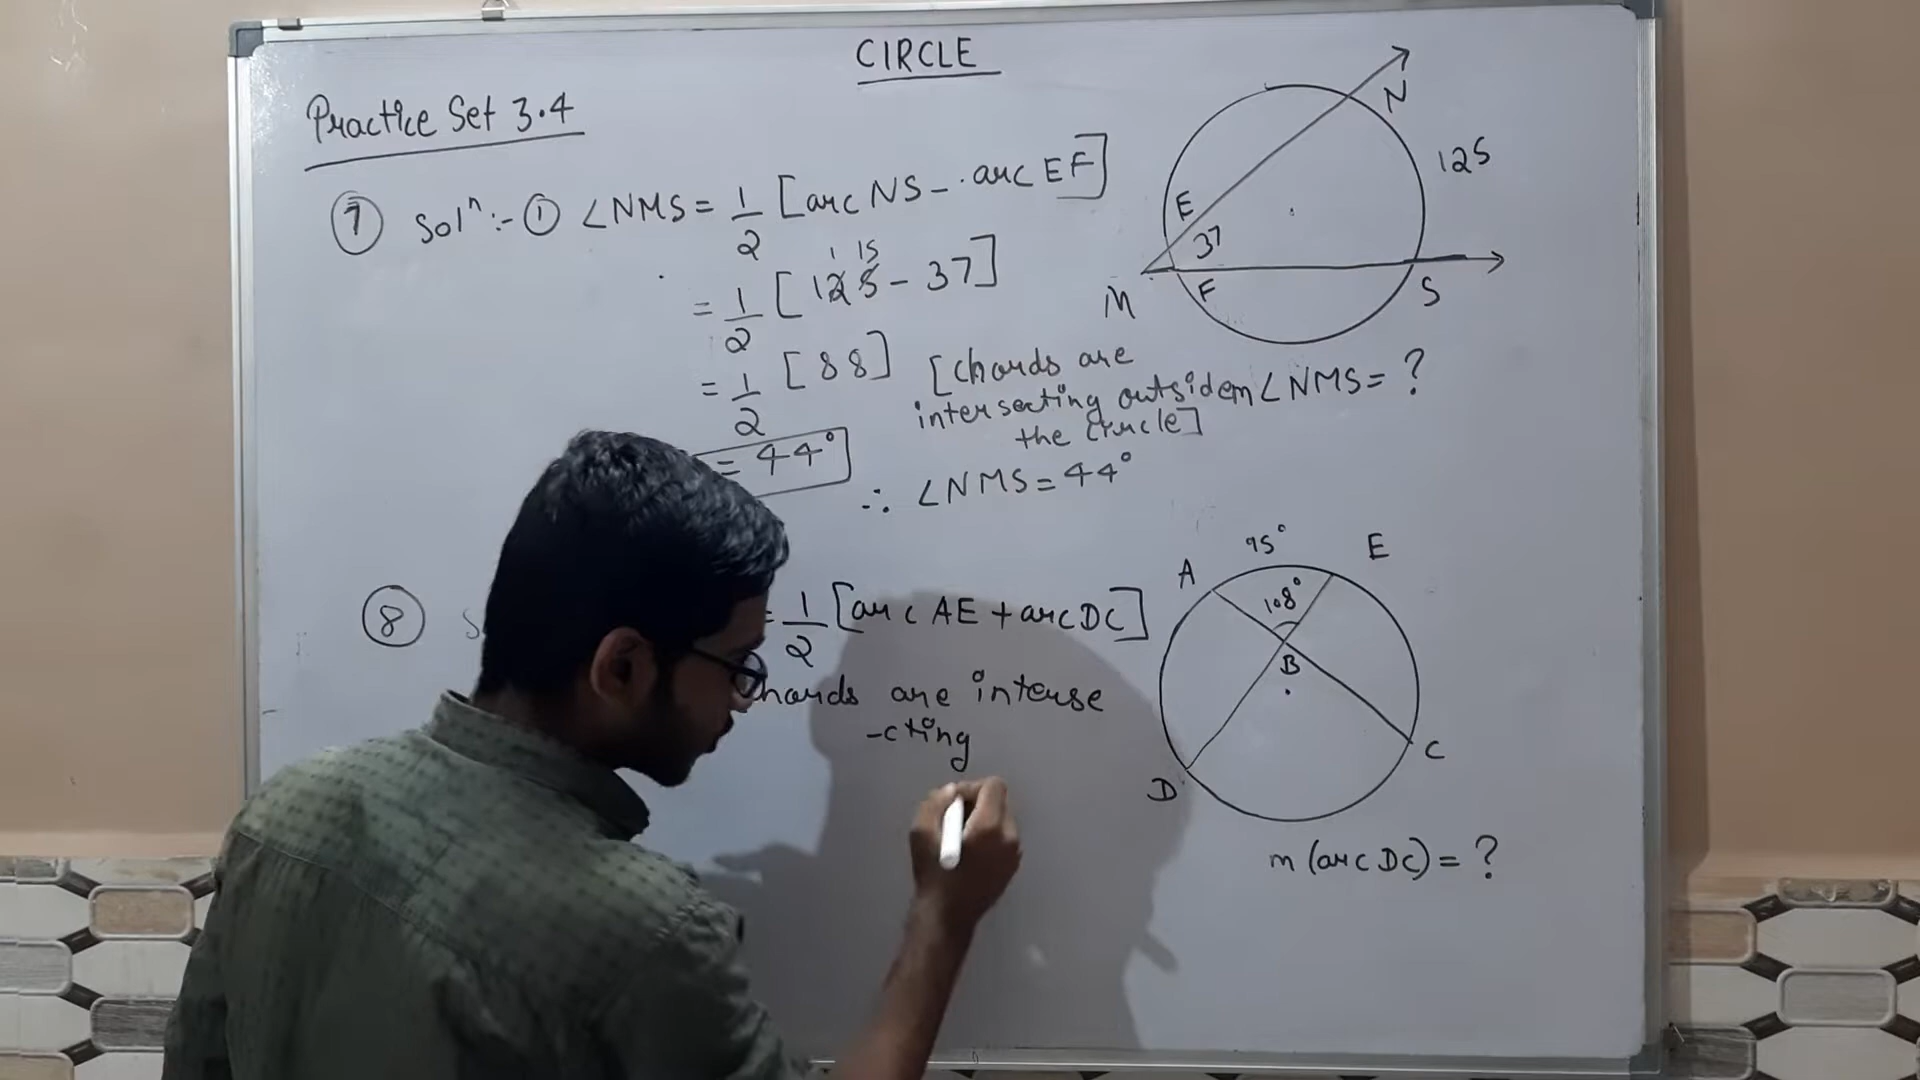 CIRCLE
Practice Set 3.4
7 Solⁿ:- ① ∠NMS = 1/2 [arc NS - arc EF]
1 15
= 1/2 [125 - 37]
= 1/2 [88]
[chords are
intersecting outside
the circle]
= 44°
∴ ∠NMS = 44°
N
125
E
37
M
F
S
m∠NMS = ?
8 S
= 1/2 [arc AE + arc DC]
hords are interse
-cting
95°
A
E
108°
B
C
D
m (arc DC) = ?